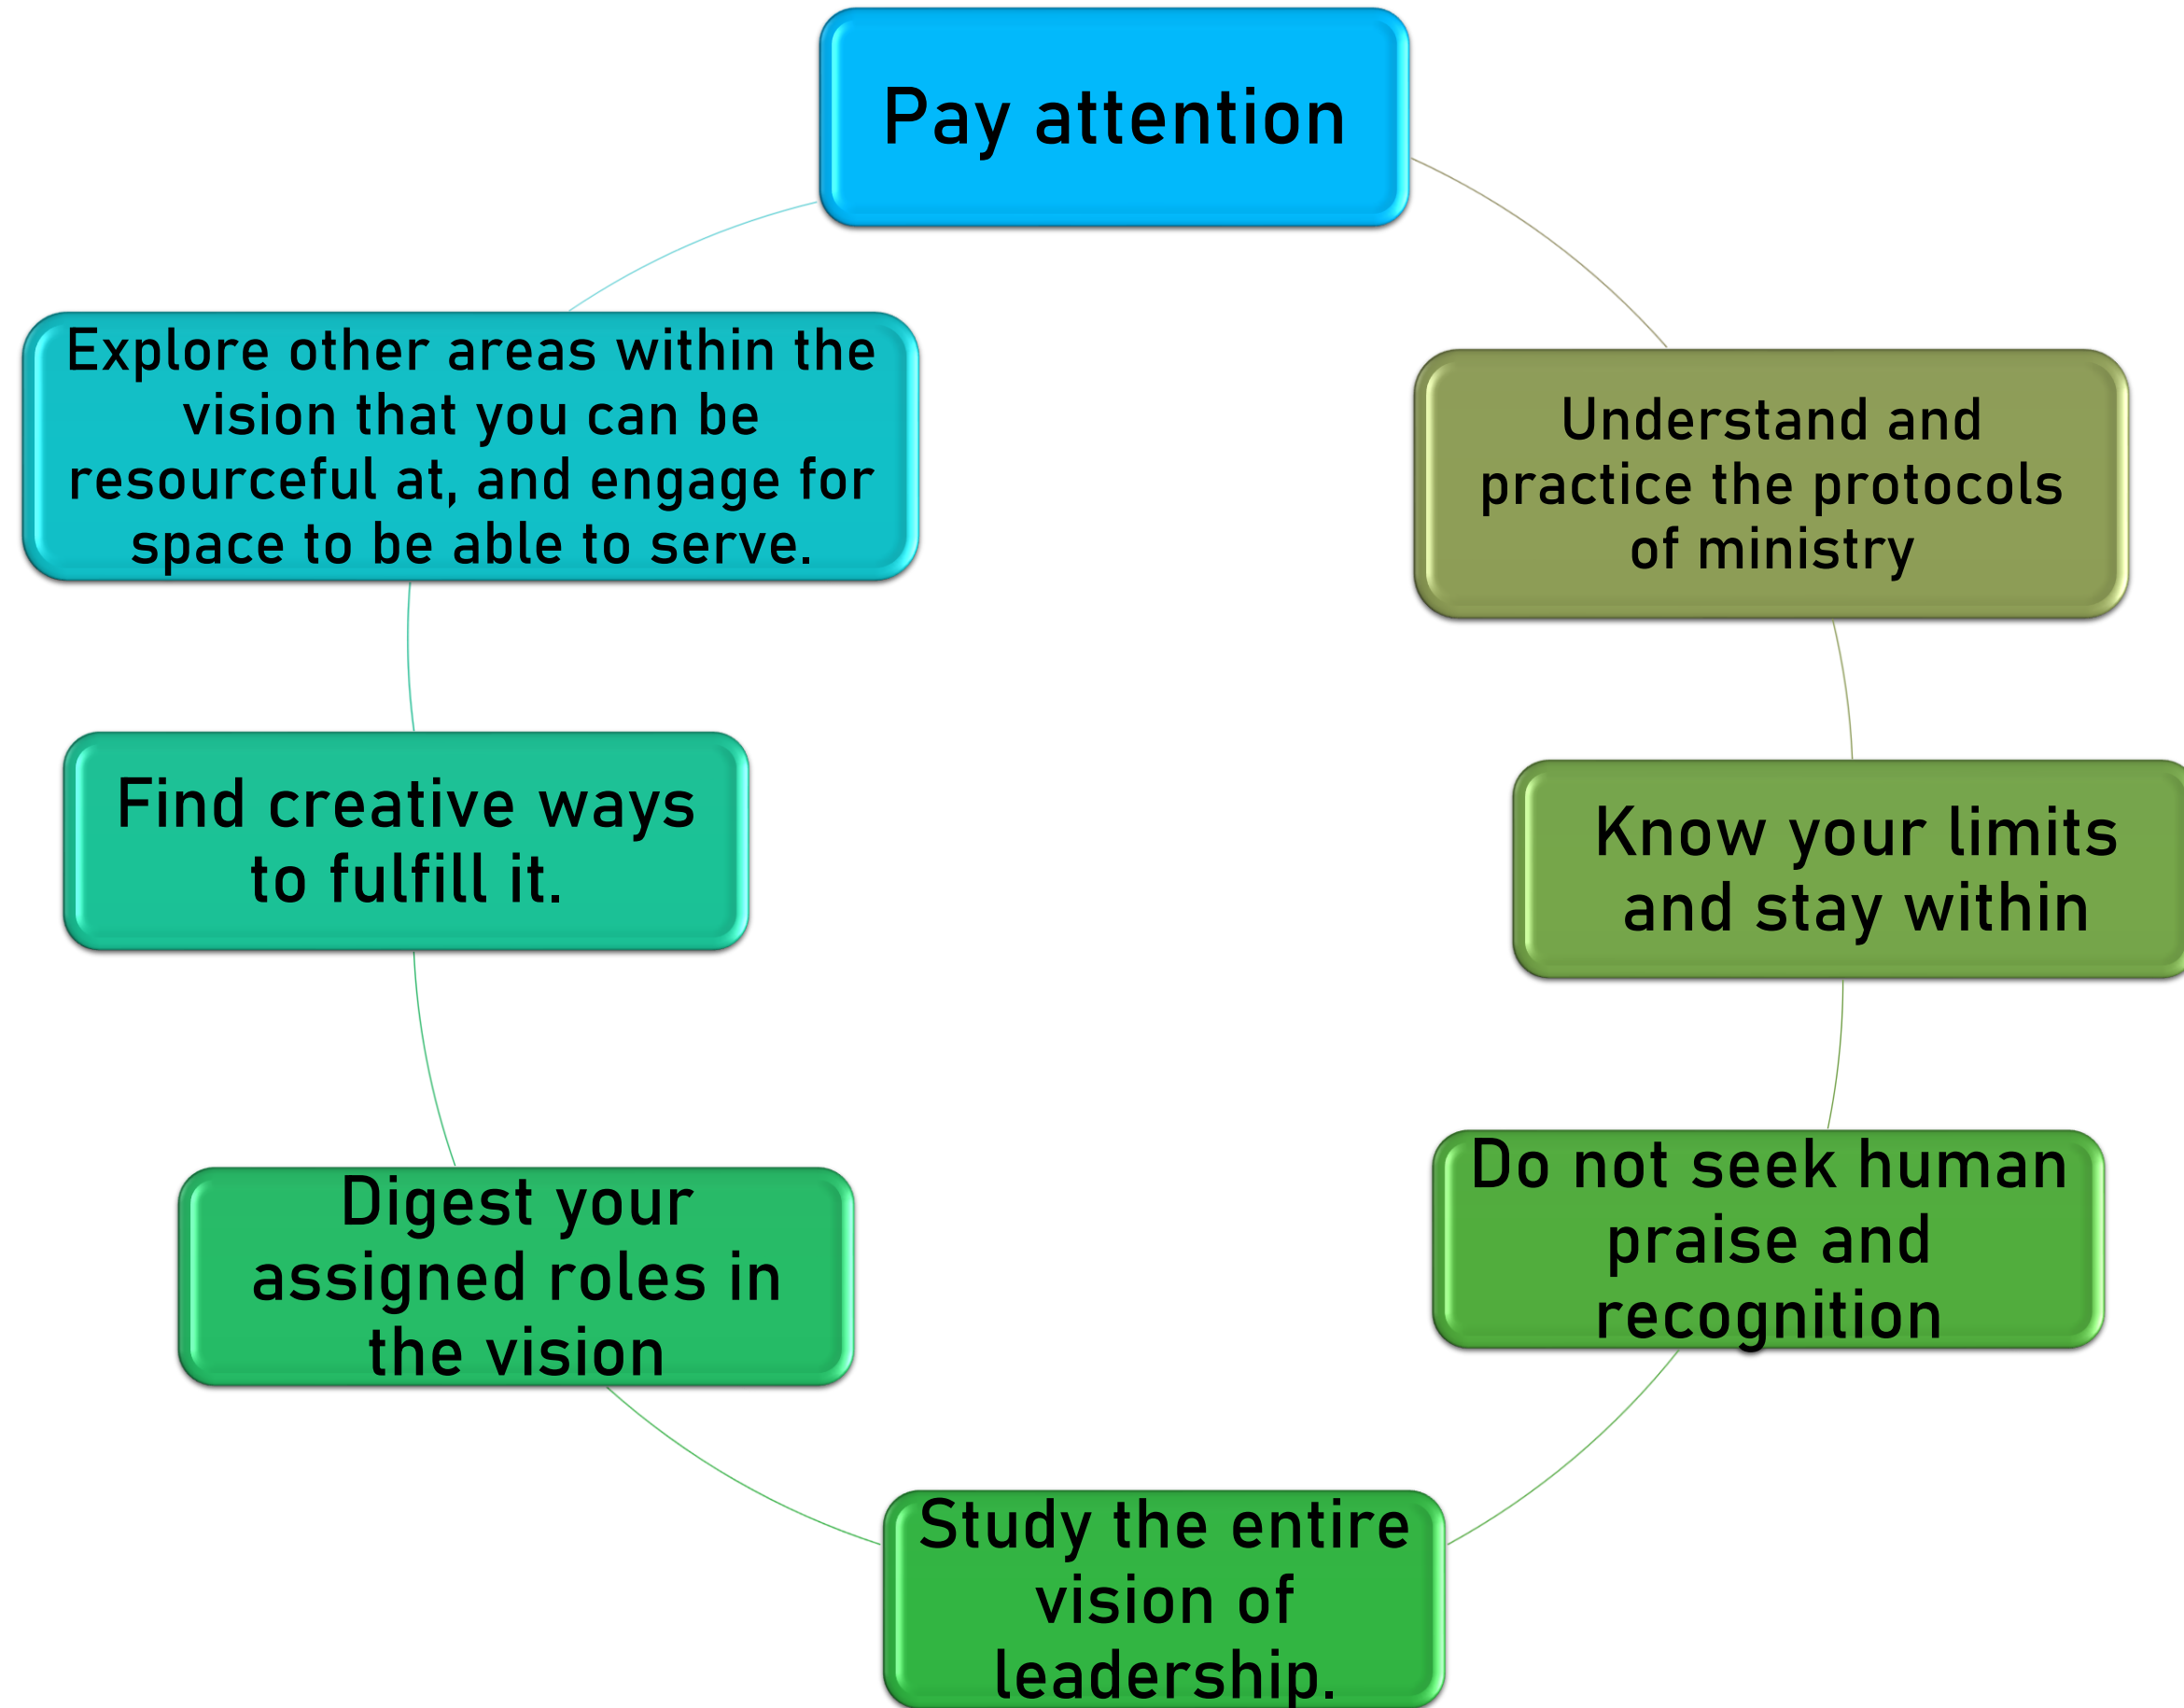 Pay attention
Understand and
practice the protocols
of ministry
Know your limits
and stay within
Do not seek human
praise and
recognition
Study the entire
vision of
leadership.
Digest your
assigned roles in
the vision
Find creative ways
to fulfill it.
Explore other areas within the
vision that you can be
resourceful at, and engage for
space to be able to serve.